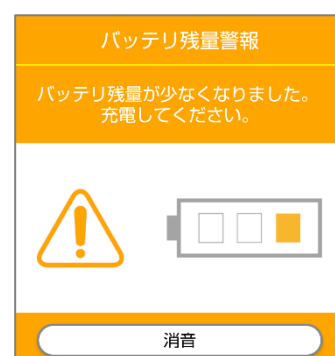 バッテリ残量警報
バッテリ残量が少なくなりました。
充電してください。
消音